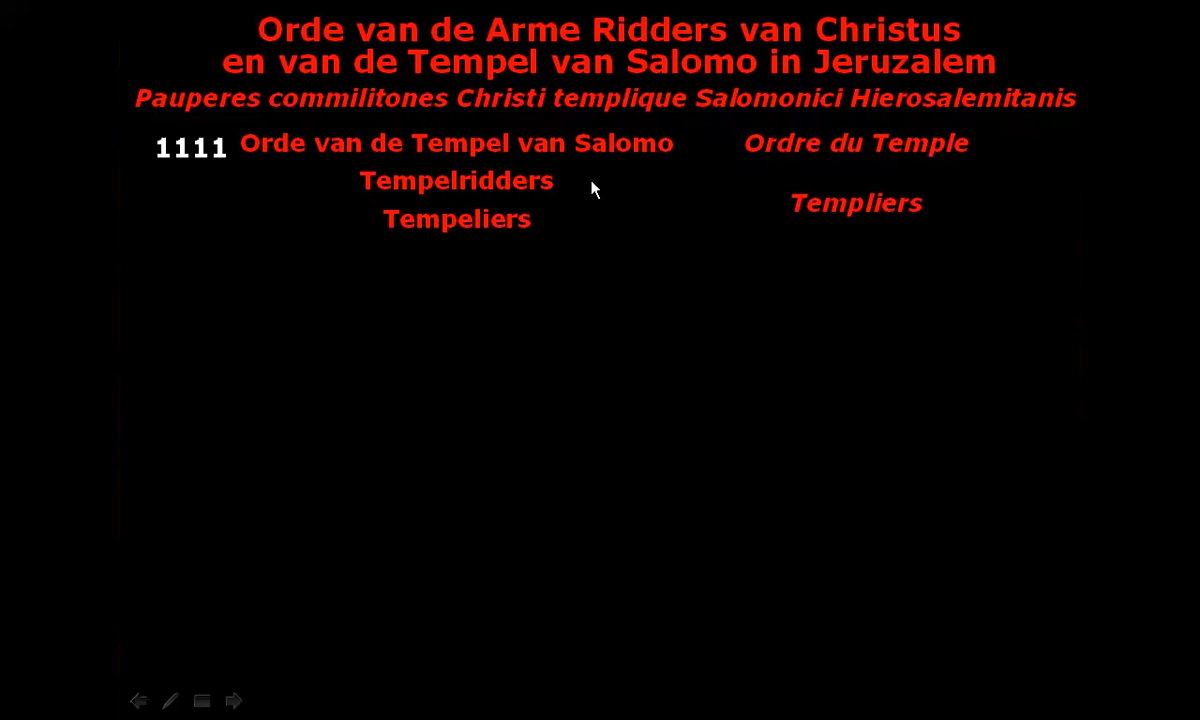 Orde van de Arme Ridders van Christus
en van de Tempel van Salomo in Jeruzalem
Pauperes commilitones Christi templique Salomonici Hierosalemitanis
1111 Orde van de Tempel van Salomo
Ordre du Temple
Tempelridders
Templiers
Tempeliers